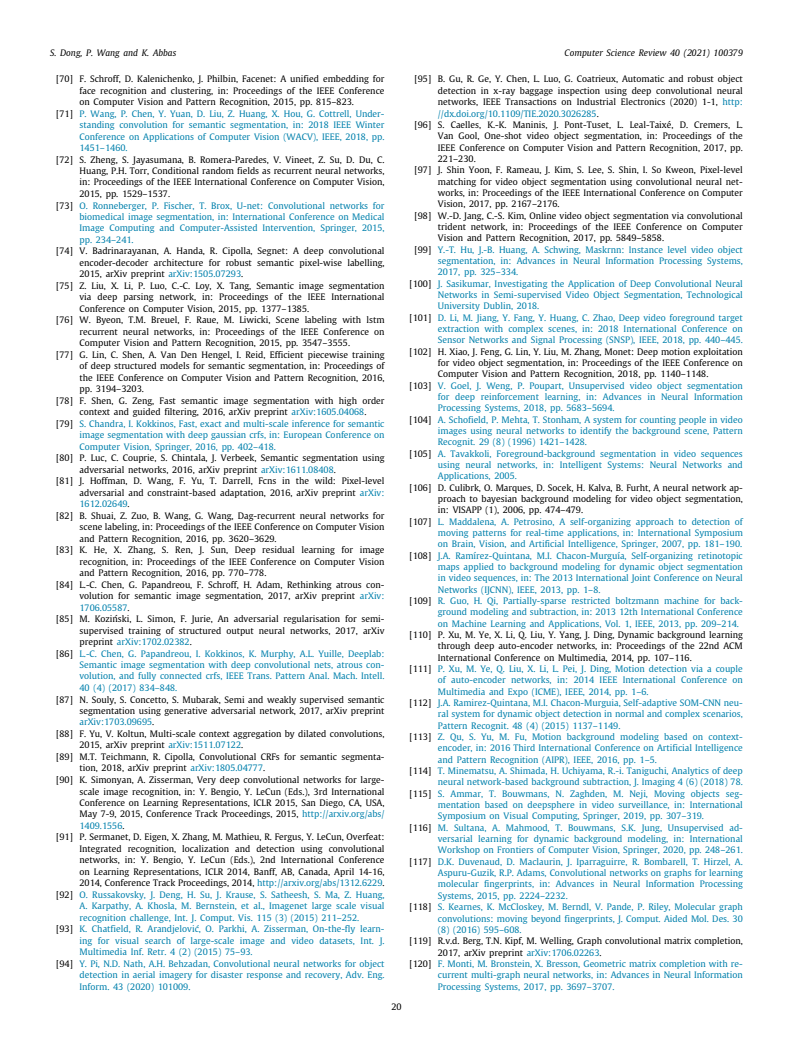 S. Dong, P. Wang and K. Abbas
Computer Science Review 40 (2021) 100379
[70] F. Schroff, D. Kalenichenko, J. Philbin, Facenet: A unified embedding for
face recognition and clustering, in: Proceedings of the IEEE Conference
on Computer Vision and Pattern Recognition, 2015, pp. 815–823.
[71] P. Wang, P. Chen, Y. Yuan, D. Liu, Z. Huang, X. Hou, G. Cottrell, Under-
standing convolution for semantic segmentation, in: 2018 IEEE Winter
Conference on Applications of Computer Vision (WACV), IEEE, 2018, pp.
1451–1460.
[72] S. Zheng, S. Jayasumana, B. Romera-Paredes, V. Vineet, Z. Su, D. Du, C.
Huang, P.H. Torr, Conditional random fields as recurrent neural networks,
in: Proceedings of the IEEE International Conference on Computer Vision,
2015, pp. 1529–1537.
[73] O. Ronneberger, P. Fischer, T. Brox, U-net: Convolutional networks for
biomedical image segmentation, in: International Conference on Medical
Image Computing and Computer-Assisted Intervention, Springer, 2015,
pp. 234–241.
[74] V. Badrinarayanan, A. Handa, R. Cipolla, Segnet: A deep convolutional
encoder-decoder architecture for robust semantic pixel-wise labelling,
2015, arXiv preprint arXiv:1505.07293.
[75] Z. Liu, X. Li, P. Luo, C.-C. Loy, X. Tang, Semantic image segmentation
via deep parsing network, in: Proceedings of the IEEE International
Conference on Computer Vision, 2015, pp. 1377–1385.
[76] W. Byeon, T.M. Breuel, F. Raue, M. Liwicki, Scene labeling with lstm
recurrent neural networks, in: Proceedings of the IEEE Conference on
Computer Vision and Pattern Recognition, 2015, pp. 3547–3555.
[77] G. Lin, C. Shen, A. Van Den Hengel, I. Reid, Efficient piecewise training
of deep structured models for semantic segmentation, in: Proceedings of
the IEEE Conference on Computer Vision and Pattern Recognition, 2016,
pp. 3194–3203.
[78] F. Shen, G. Zeng, Fast semantic image segmentation with high order
context and guided filtering, 2016, arXiv preprint arXiv:1605.04068.
[79] S. Chandra, I. Kokkinos, Fast, exact and multi-scale inference for semantic
image segmentation with deep gaussian crfs, in: European Conference on
Computer Vision, Springer, 2016, pp. 402–418.
[80] P. Luc, C. Couprie, S. Chintala, J. Verbeek, Semantic segmentation using
adversarial networks, 2016, arXiv preprint arXiv:1611.08408.
[81] J. Hoffman, D. Wang, F. Yu, T. Darrell, Fcns in the wild: Pixel-level
adversarial and constraint-based adaptation, 2016, arXiv preprint arXiv:
1612.02649.
[82] B. Shuai, Z. Zuo, B. Wang, G. Wang, Dag-recurrent neural networks for
scene labeling, in: Proceedings of the IEEE Conference on Computer Vision
and Pattern Recognition, 2016, pp. 3620–3629.
[83] K. He, X. Zhang, S. Ren, J. Sun, Deep residual learning for image
recognition, in: Proceedings of the IEEE Conference on Computer Vision
and Pattern Recognition, 2016, pp. 770–778.
[84] L.-C. Chen, G. Papandreou, F. Schroff, H. Adam, Rethinking atrous con-
volution for semantic image segmentation, 2017, arXiv preprint arXiv:
1706.05587.
[85] M. Koziński, L. Simon, F. Jurie, An adversarial regularisation for semi-
supervised training of structured output neural networks, 2017, arXiv
preprint arXiv:1702.02382.
[86] L.-C. Chen, G. Papandreou, I. Kokkinos, K. Murphy, A.L. Yuille, Deeplab:
Semantic image segmentation with deep convolutional nets, atrous con-
volution, and fully connected crfs, IEEE Trans. Pattern Anal. Mach. Intell.
40 (4) (2017) 834–848.
[87] N. Souly, S. Concetto, S. Mubarak, Semi and weakly supervised semantic
segmentation using generative adversarial network, 2017, arXiv preprint
arXiv:1703.09695.
[88] F. Yu, V. Koltun, Multi-scale context aggregation by dilated convolutions,
2015, arXiv preprint arXiv:1511.07122.
[89] M.T. Teichmann, R. Cipolla, Convolutional CRFs for semantic segmenta-
tion, 2018, arXiv preprint arXiv:1805.04777.
[90] K. Simonyan, A. Zisserman, Very deep convolutional networks for large-
scale image recognition, in: Y. Bengio, Y. LeCun (Eds.), 3rd International
Conference on Learning Representations, ICLR 2015, San Diego, CA, USA,
May 7-9, 2015, Conference Track Proceedings, 2015, http://arxiv.org/abs/
1409.1556.
[91] P. Sermanet, D. Eigen, X. Zhang, M. Mathieu, R. Fergus, Y. LeCun, Overfeat:
Integrated recognition, localization and detection using convolutional
networks, in: Y. Bengio, Y. LeCun (Eds.), 2nd International Conference
on Learning Representations, ICLR 2014, Banff, AB, Canada, April 14-16,
2014, Conference Track Proceedings, 2014, http://arxiv.org/abs/1312.6229.
[92] O. Russakovsky, J. Deng, H. Su, J. Krause, S. Satheesh, S. Ma, Z. Huang,
A. Karpathy, A. Khosla, M. Bernstein, et al., Imagenet large scale visual
recognition challenge, Int. J. Comput. Vis. 115 (3) (2015) 211–252.
[93] K. Chatfield, R. Arandjelović, O. Parkhi, A. Zisserman, On-the-fly learn-
ing for visual search of large-scale image and video datasets, Int. J.
Multimedia Inf. Retr. 4 (2) (2015) 75–93.
[94] Y. Pi, N.D. Nath, A.H. Behzadan, Convolutional neural networks for object
detection in aerial imagery for disaster response and recovery, Adv. Eng.
Inform. 43 (2020) 101009.
[95] B. Gu, R. Ge, Y. Chen, L. Luo, G. Coatrieux, Automatic and robust object
detection in x-ray baggage inspection using deep convolutional neural
networks, IEEE Transactions on Industrial Electronics (2020) 1-1, http:
//dx.doi.org/10.1109/TIE.2020.3026285.
[96] S. Caelles, K.-K. Maninis, J. Pont-Tuset, L. Leal-Taixé, D. Cremers, L.
Van Gool, One-shot video object segmentation, in: Proceedings of the
IEEE Conference on Computer Vision and Pattern Recognition, 2017, pp.
221–230.
[97] J. Shin Yoon, F. Rameau, J. Kim, S. Lee, S. Shin, I. So Kweon, Pixel-level
matching for video object segmentation using convolutional neural net-
works, in: Proceedings of the IEEE International Conference on Computer
Vision, 2017, pp. 2167–2176.
[98] W.-D. Jang, C.-S. Kim, Online video object segmentation via convolutional
trident network, in: Proceedings of the IEEE Conference on Computer
Vision and Pattern Recognition, 2017, pp. 5849–5858.
[99] Y.-T. Hu, J.-B. Huang, A. Schwing, Maskrnn: Instance level video object
segmentation, in: Advances in Neural Information Processing Systems,
2017, pp. 325–334.
[100] J. Sasikumar, Investigating the Application of Deep Convolutional Neural
Networks in Semi-supervised Video Object Segmentation, Technological
University Dublin, 2018.
[101] D. Li, M. Jiang, Y. Fang, Y. Huang, C. Zhao, Deep video foreground target
extraction with complex scenes, in: 2018 International Conference on
Sensor Networks and Signal Processing (SNSP), IEEE, 2018, pp. 440–445.
[102] H. Xiao, J. Feng, G. Lin, Y. Liu, M. Zhang, Monet: Deep motion exploitation
for video object segmentation, in: Proceedings of the IEEE Conference on
Computer Vision and Pattern Recognition, 2018, pp. 1140–1148.
[103] V. Goel, J. Weng, P. Poupart, Unsupervised video object segmentation
for deep reinforcement learning, in: Advances in Neural Information
Processing Systems, 2018, pp. 5683–5694.
[104] A. Schofield, P. Mehta, T. Stonham, A system for counting people in video
images using neural networks to identify the background scene, Pattern
Recognit. 29 (8) (1996) 1421–1428.
[105] A. Tavakkoli, Foreground-background segmentation in video sequences
using neural networks, in: Intelligent Systems: Neural Networks and
Applications, 2005.
[106] D. Culibrk, O. Marques, D. Socek, H. Kalva, B. Furht, A neural network ap-
proach to bayesian background modeling for video object segmentation,
in: VISAPP (1), 2006, pp. 474–479.
[107] L. Maddalena, A. Petrosino, A self-organizing approach to detection of
moving patterns for real-time applications, in: International Symposium
on Brain, Vision, and Artificial Intelligence, Springer, 2007, pp. 181–190.
[108] J.A. Ramírez-Quintana, M.I. Chacon-Murguía, Self-organizing retinotopic
maps applied to background modeling for dynamic object segmentation
in video sequences, in: The 2013 International Joint Conference on Neural
Networks (IJCNN), IEEE, 2013, pp. 1–8.
[109] R. Guo, H. Qi, Partially-sparse restricted boltzmann machine for back-
ground modeling and subtraction, in: 2013 12th International Conference
on Machine Learning and Applications, Vol. 1, IEEE, 2013, pp. 209–214.
[110] P. Xu, M. Ye, X. Li, Q. Liu, Y. Yang, J. Ding, Dynamic background learning
through deep auto-encoder networks, in: Proceedings of the 22nd ACM
International Conference on Multimedia, 2014, pp. 107–116.
[111] P. Xu, M. Ye, Q. Liu, X. Li, L. Pei, J. Ding, Motion detection via a couple
of auto-encoder networks, in: 2014 IEEE International Conference on
Multimedia and Expo (ICME), IEEE, 2014, pp. 1–6.
[112] J.A. Ramirez-Quintana, M.I. Chacon-Murguia, Self-adaptive SOM-CNN neu-
ral system for dynamic object detection in normal and complex scenarios,
Pattern Recognit. 48 (4) (2015) 1137–1149.
[113] Z. Qu, S. Yu, M. Fu, Motion background modeling based on context-
encoder, in: 2016 Third International Conference on Artificial Intelligence
and Pattern Recognition (AIPR), IEEE, 2016, pp. 1–5.
[114] T. Minematsu, A. Shimada, H. Uchiyama, R.-i. Taniguchi, Analytics of deep
neural network-based background subtraction, J. Imaging 4 (6) (2018) 78.
[115] S. Ammar, T. Bouwmans, N. Zaghden, M. Neji, Moving objects seg-
mentation based on deepsphere in video surveillance, in: International
Symposium on Visual Computing, Springer, 2019, pp. 307–319.
[116] M. Sultana, A. Mahmood, T. Bouwmans, S.K. Jung, Unsupervised ad-
versarial learning for dynamic background modeling, in: International
Workshop on Frontiers of Computer Vision, Springer, 2020, pp. 248–261.
[117] D.K. Duvenaud, D. Maclaurin, J. Iparraguirre, R. Bombarell, T. Hirzel, A.
Aspuru-Guzik, R.P. Adams, Convolutional networks on graphs for learning
molecular fingerprints, in: Advances in Neural Information Processing
Systems, 2015, pp. 2224–2232.
[118] S. Kearnes, K. McCloskey, M. Berndl, V. Pande, P. Riley, Molecular graph
convolutions: moving beyond fingerprints, J. Comput. Aided Mol. Des. 30
(8) (2016) 595–608.
[119] R.v.d. Berg, T.N. Kipf, M. Welling, Graph convolutional matrix completion,
2017, arXiv preprint arXiv:1706.02263.
[120] F. Monti, M. Bronstein, X. Bresson, Geometric matrix completion with re-
current multi-graph neural networks, in: Advances in Neural Information
Processing Systems, 2017, pp. 3697–3707.
20